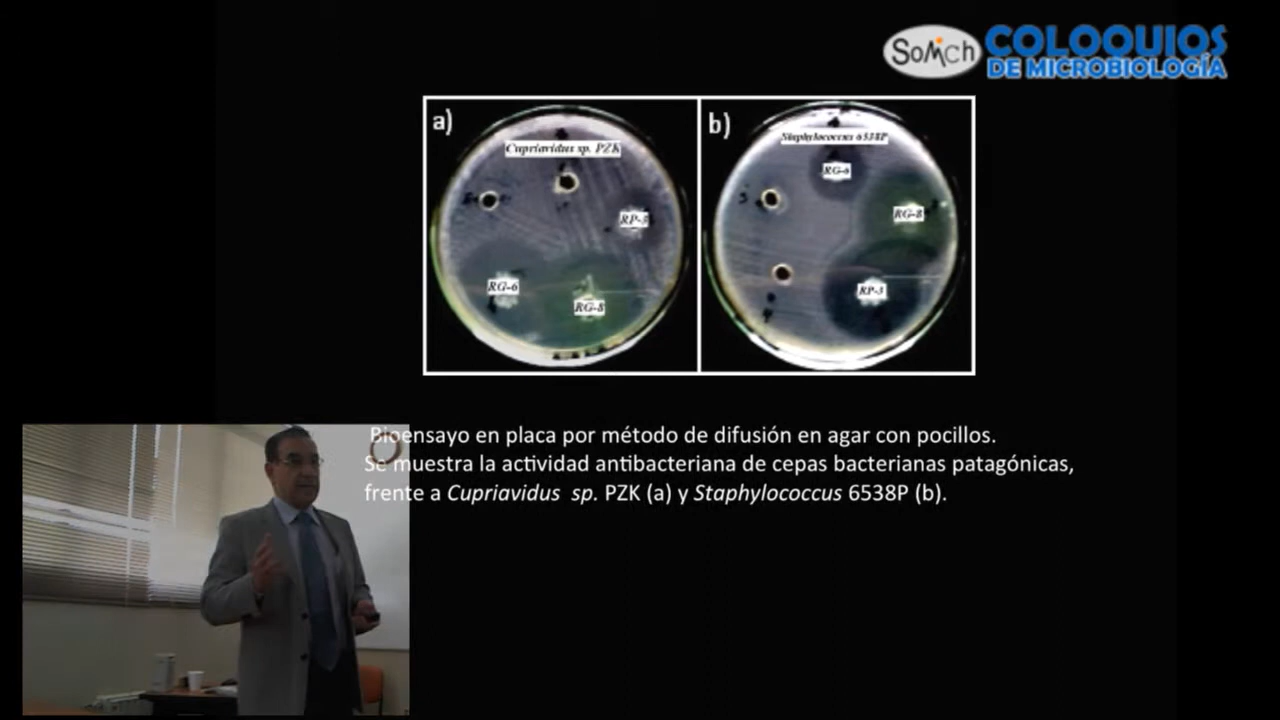 SoMich
COLOQUIOS
DE MICROBIOLOGÍA
a)
Cupriavidus sp. PZK
RP-3
RG-6
RG-8
b)
Staphylococcus 6538P
RG-6
RG-8
RP-3
Bioensayo en placa por método de difusión en agar con pocillos.
Se muestra la actividad antibacteriana de cepas bacterianas patagónicas,
frente a Cupriavidus sp. PZK (a) y Staphylococcus 6538P (b).